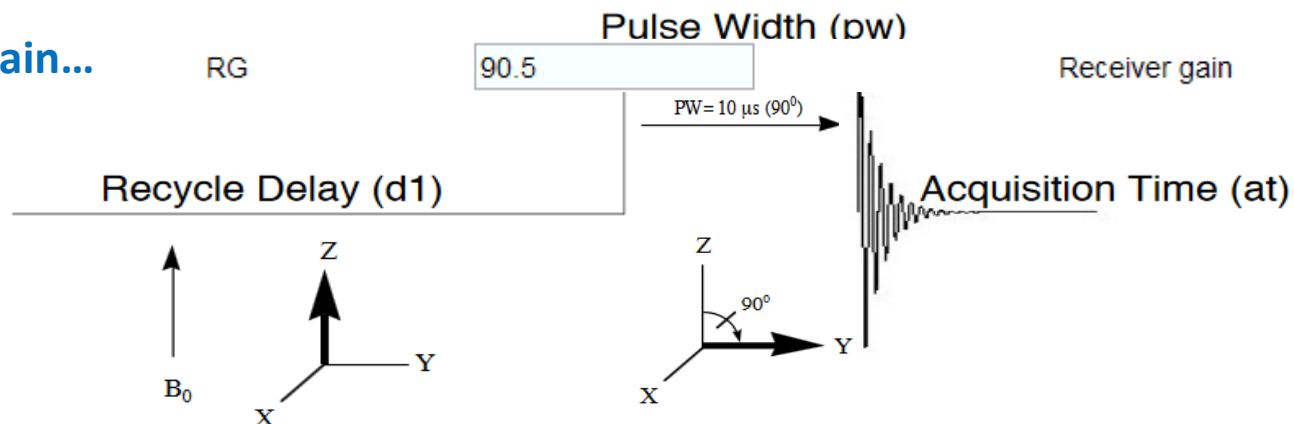 Pulse Width (pw)
ain...
RG
90.5
Receiver gain
PW= 10 µs (90⁰)
Recycle Delay (d1)
Acquisition Time (at)
Z
Y
X
B₀
Z
90⁰
Y
X